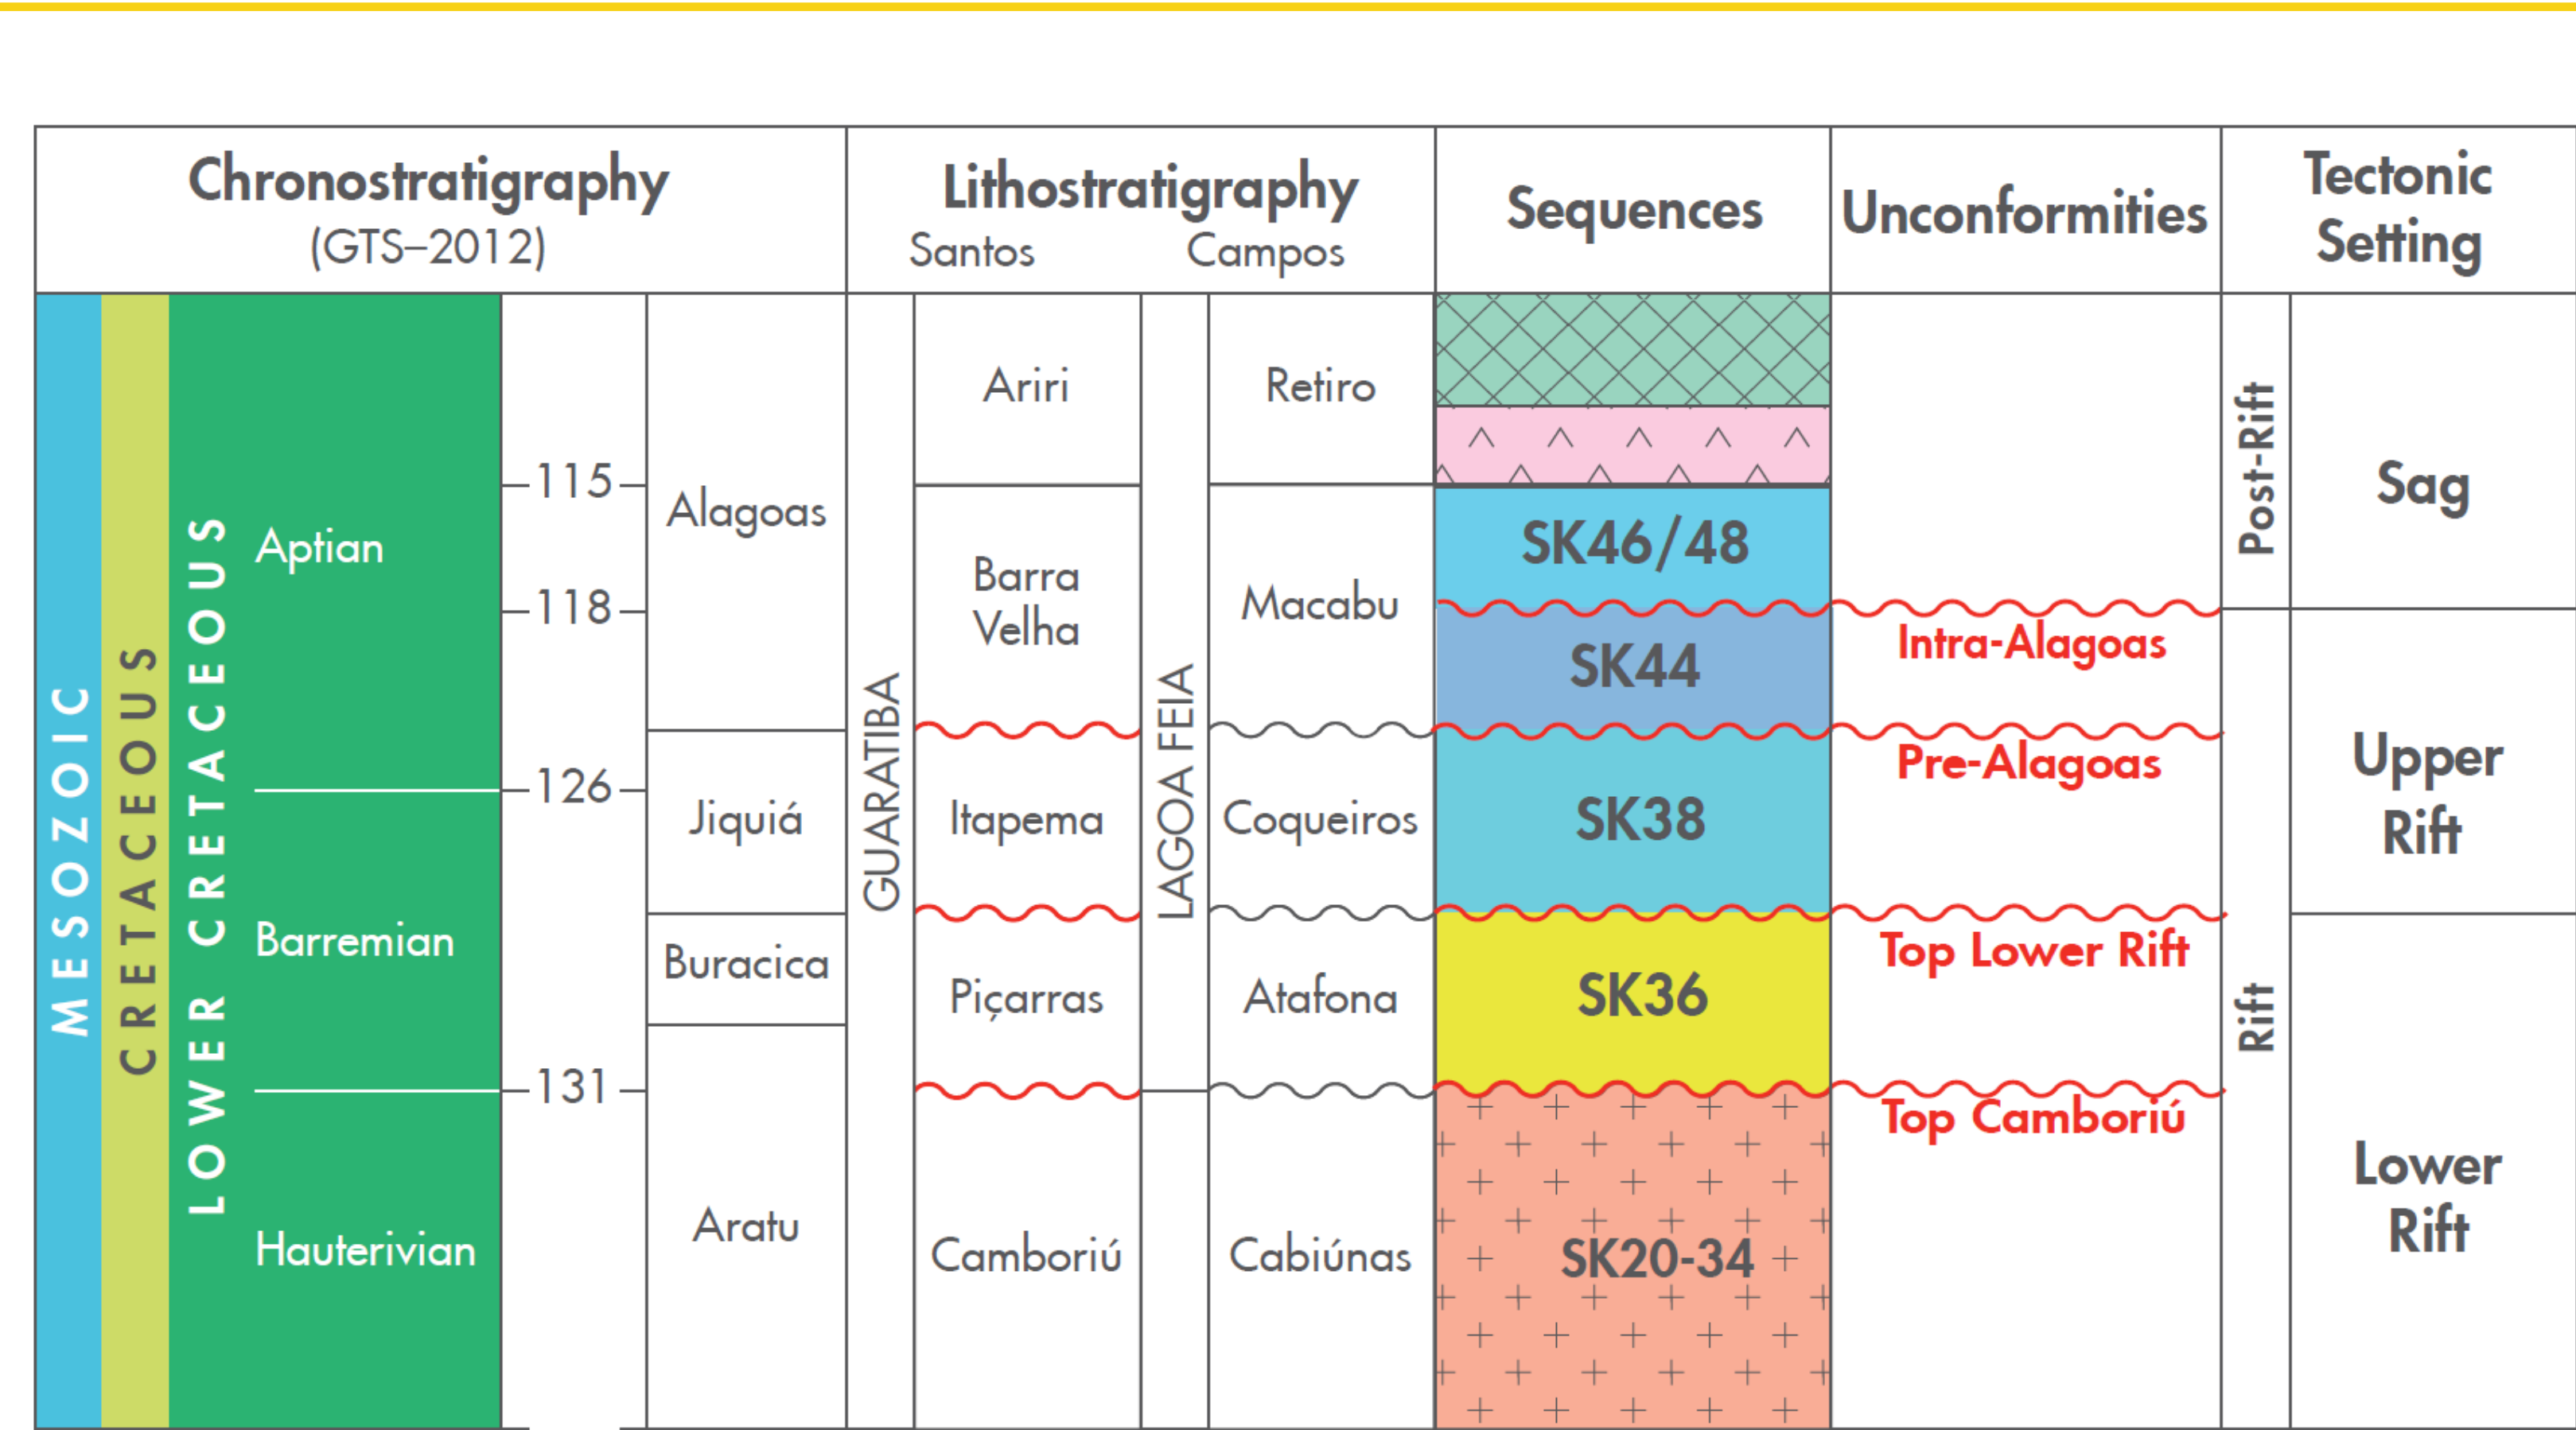 Chronostratigraphy
(GTS–2012)
Lithostratigraphy
Santos
Campos
Sequences
Unconformities
Tectonic
Setting
MESOZOIC
CRETACEOUS
LOWER CRETACEOUS
Aptian
Barremian
Hauterivian
115
118
126
131
Alagoas
Jiquiá
Buracica
Aratu
GUARATIBA
Ariri
Barra
Velha
Itapema
Piçarras
Camboriú
LAGOA FEIA
Retiro
Macabu
Coqueiros
Atafona
Cabiúnas
SK46/48
SK44
SK38
SK36
SK20-34
Intra-Alagoas
Pre-Alagoas
Top Lower Rift
Top Camboriú
Post-Rift
Rift
Sag
Upper
Rift
Lower
Rift